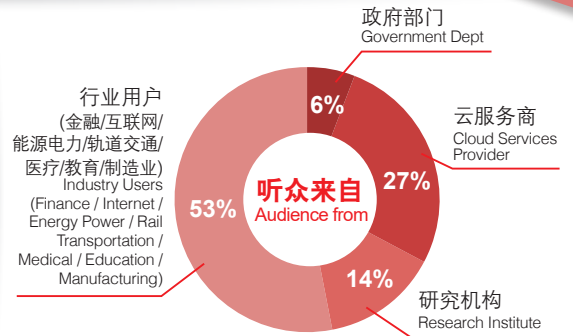 政府部门
Government Dept
6%
云服务商
Cloud Services
Provider
27%
行业用户
(金融/互联网/
能源电力/轨道交通/
医疗/教育/制造业)
Industry Users
(Finance / Internet /
Energy Power / Rail
Transportation /
Medical / Education /
Manufacturing)
53%
听众来自
Audience from
14%
研究机构
Research Institute